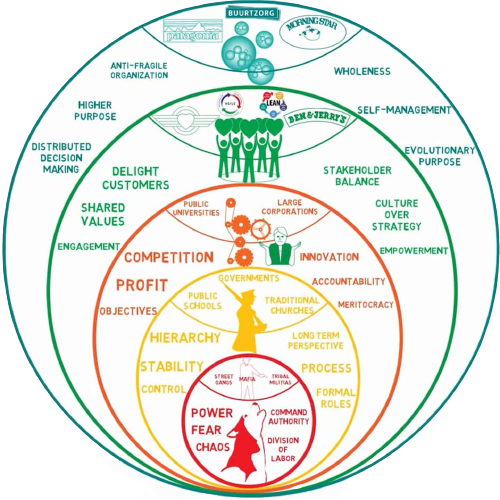 BUURTZORG
patagonia
MORNING STAR
ANTI-FRAGILE
ORGANIZATION
WHOLENESS
HIGHER
PURPOSE
SELF-MANAGEMENT
DISTRIBUTED
DECISION
MAKING
EVOLUTIONARY
PURPOSE
AGILE
LEAN
BEN & JERRY'S
DELIGHT
CUSTOMERS
STAKEHOLDER
BALANCE
SHARED
VALUES
CULTURE
OVER
STRATEGY
ENGAGEMENT
EMPOWERMENT
PUBLIC
UNIVERSITIES
LARGE
CORPORATIONS
COMPETITION
INNOVATION
PROFIT
ACCOUNTABILITY
OBJECTIVES
MERITOCRACY
GOVERNMENTS
PUBLIC
SCHOOLS
TRADITIONAL
CHURCHES
HIERARCHY
LONG TERM
PERSPECTIVE
STABILITY
PROCESS
CONTROL
FORMAL
ROLES
STREET
GANGS
MAFIA
TRIBAL
MILITIAS
POWER
FEAR
CHAOS
COMMAND
AUTHORITY
DIVISION
OF
LABOR